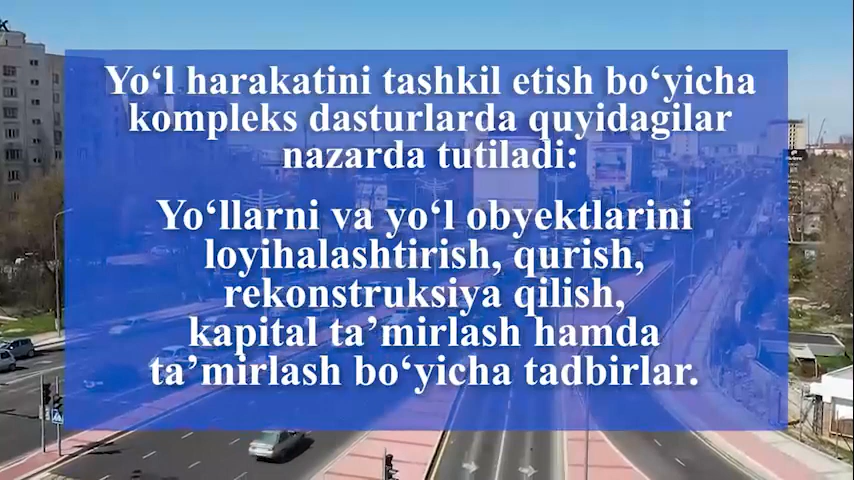 Yo‘l harakatini tashkil etish bo‘yicha
kompleks dasturlarda quyidagilar
nazarda tutiladi:
Yo‘llarni va yo‘l obyektlarini
loyihalashtirish, qurish,
rekonstruksiya qilish,
kapital ta’mirlash hamda
ta’mirlash bo‘yicha tadbirlar.